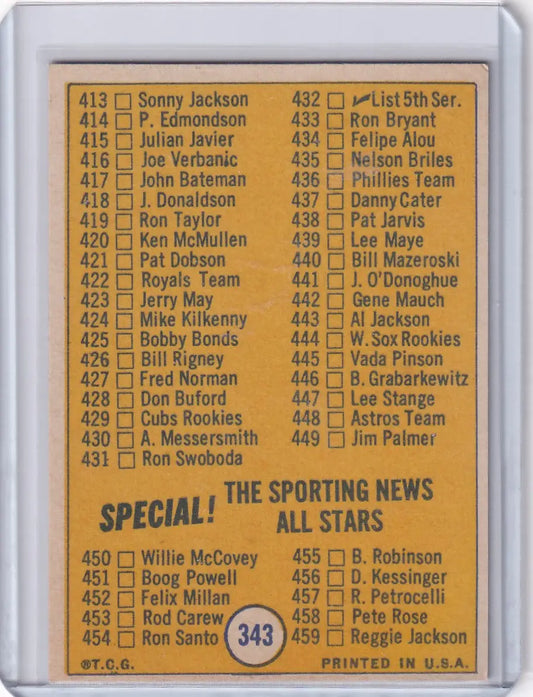 413 Sonny Jackson
414 P. Edmondson
415 Julian Javier
416 Joe Verbanic
417 John Bateman
418 J. Donaldson
419 Ron Taylor
420 Ken McMullen
421 Pat Dobson
422 Royals Team
423 Jerry May
424 Mike Kilkenny
425 Bobby Bonds
426 Bill Rigney
427 Fred Norman
428 Don Buford
429 Cubs Rookies
430 A. Messersmith
431 Ron Swoboda
432 ✓List 5th Ser.
433 Ron Bryant
434 Felipe Alou
435 Nelson Briles
436 Phillies Team
437 Danny Cater
438 Pat Jarvis
439 Lee Maye
440 Bill Mazeroski
441 J. O'Donoghue
442 Gene Mauch
443 Al Jackson
444 W. Sox Rookies
445 Vada Pinson
446 B. Grabarkewitz
447 Lee Stange
448 Astros Team
449 Jim Palmer
SPECIAL! THE SPORTING NEWS
ALL STARS
450 Willie McCovey
451 Boog Powell
452 Felix Millan
453 Rod Carew
454 Ron Santo
455 B. Robinson
456 D. Kessinger
457 R. Petrocelli
458 Pete Rose
459 Reggie Jackson
343
©T.C.G.
PRINTED IN U.S.A.